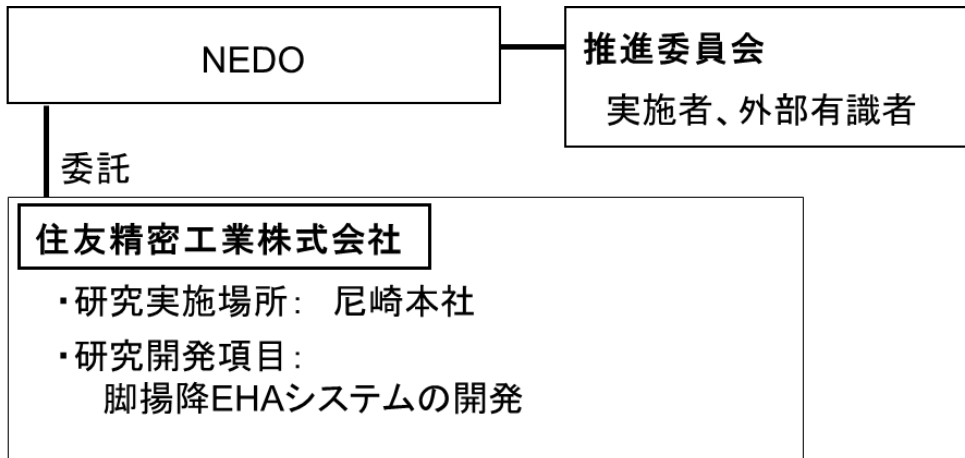 NEDO
推進委員会
実施者、外部有識者
委託
住友精密工業株式会社
・研究実施場所： 尼崎本社
・研究開発項目：
脚揚降EHAシステムの開発